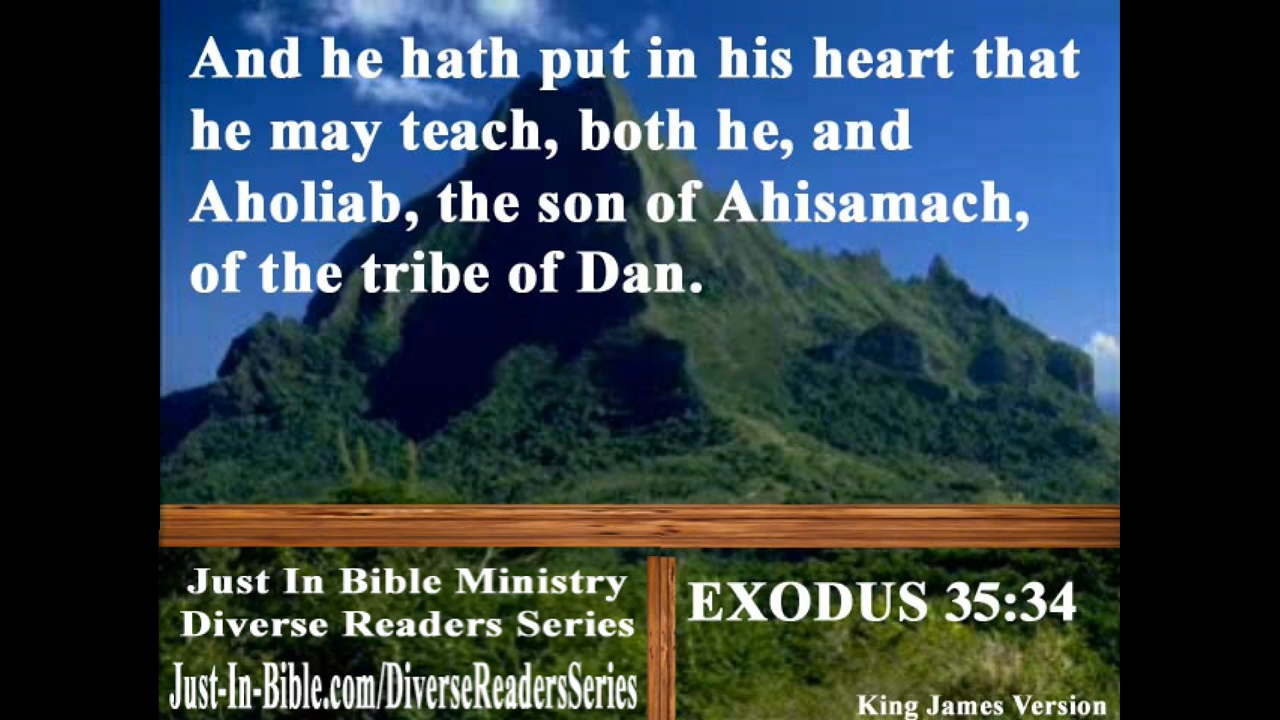 And he hath put in his heart that
he may teach, both he, and
Aholiab, the son of Ahisamach,
of the tribe of Dan.
Just In Bible Ministry
Diverse Readers Series
Just-In-Bible.com/DiverseReadersSeries
EXODUS 35:34
King James Version